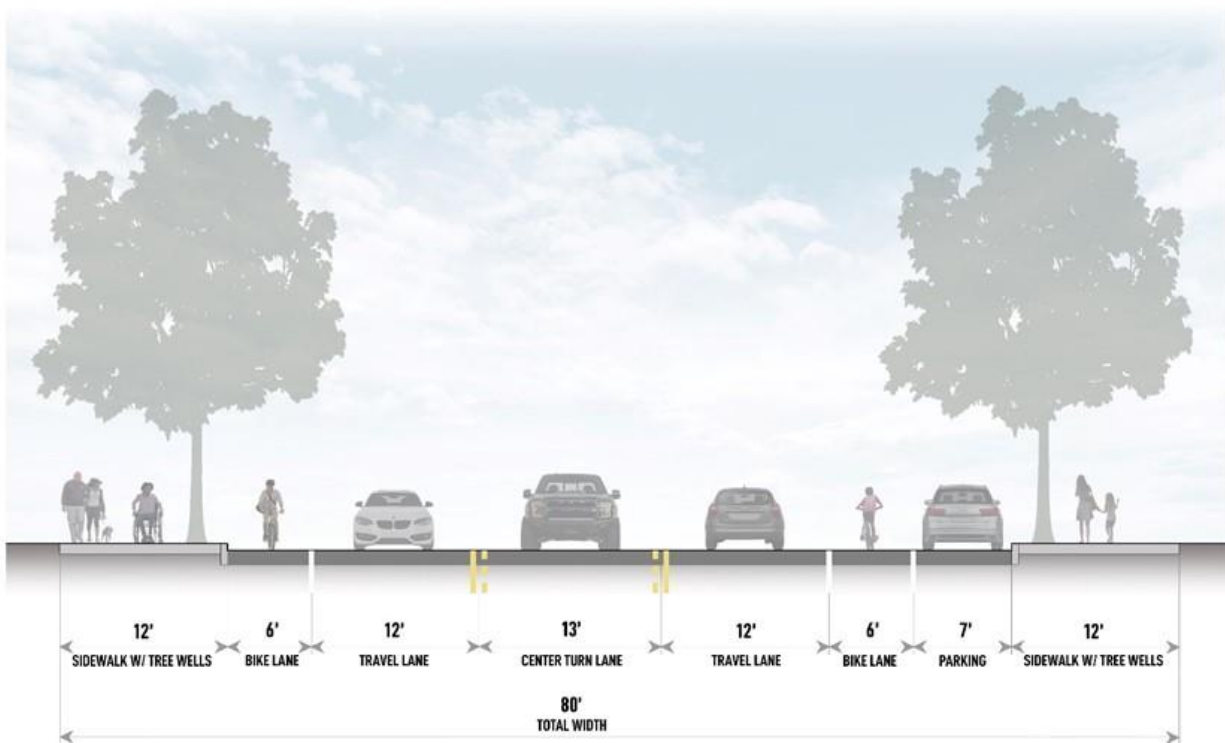 12' 6' 12' 13' 12' 6' 7' 12'
SIDEWALK W/ TREE WELLS BIKE LANE TRAVEL LANE CENTER TURN LANE TRAVEL LANE BIKE LANE PARKING SIDEWALK W/ TREE WELLS
80'
TOTAL WIDTH